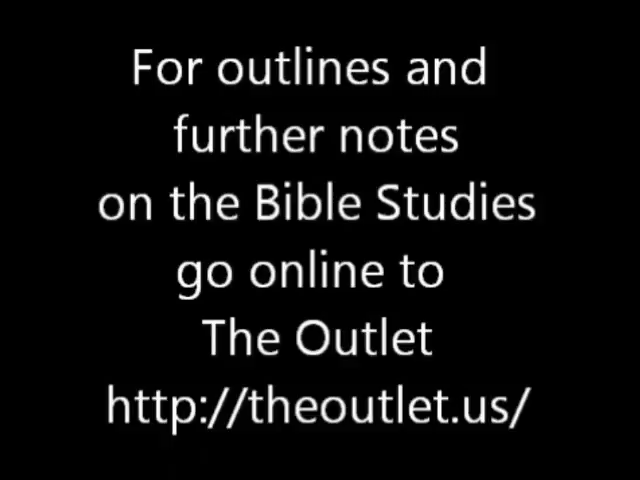 For outlines and
further notes
on the Bible Studies
go online to
The Outlet
http://theoutlet.us/